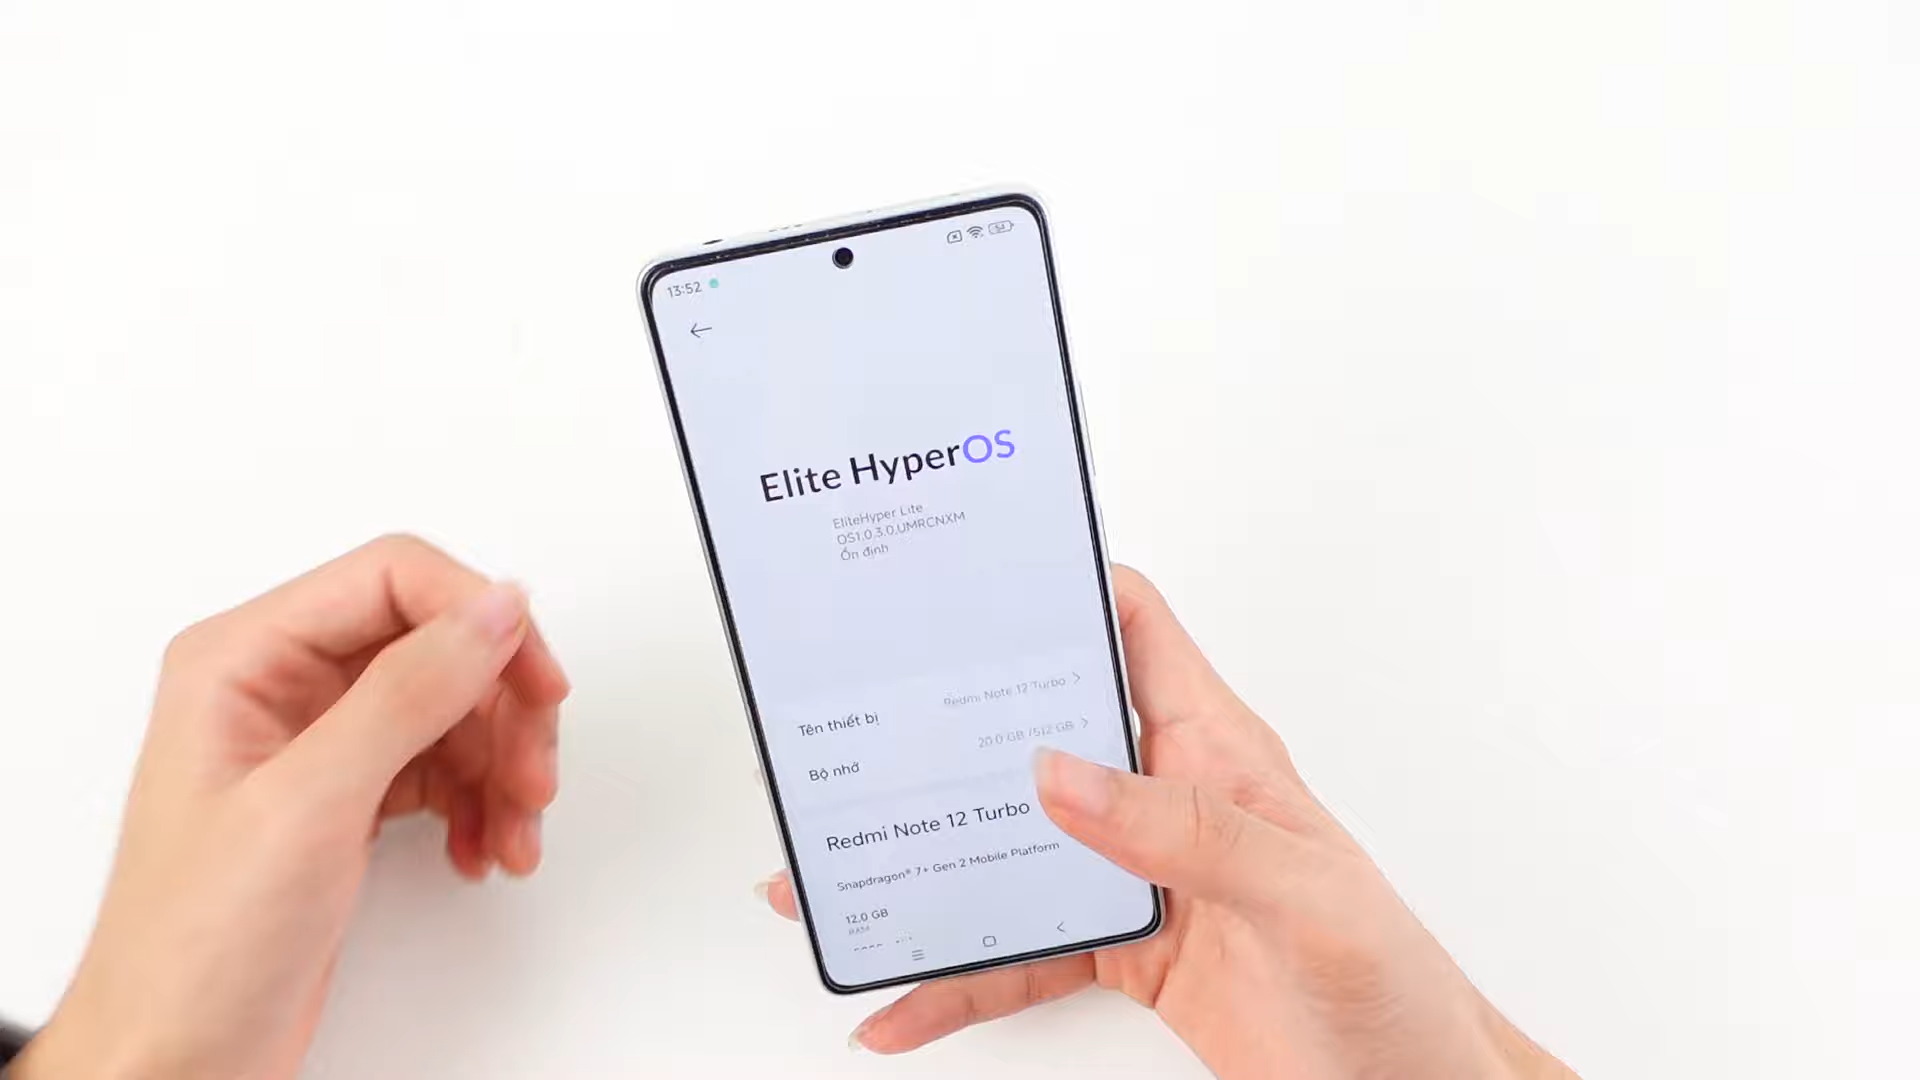 13:52
Elite HyperOS
EliteHyper Lite
OS1.0.3.0.UMRCNXM
Ổn định
Tên thiết bị
Redmi Note 12 Turbo
Bộ nhớ
20.0 GB /512 GB
Redmi Note 12 Turbo
Snapdragon® 7+ Gen 2 Mobile Platform
12.0 GB
RAM